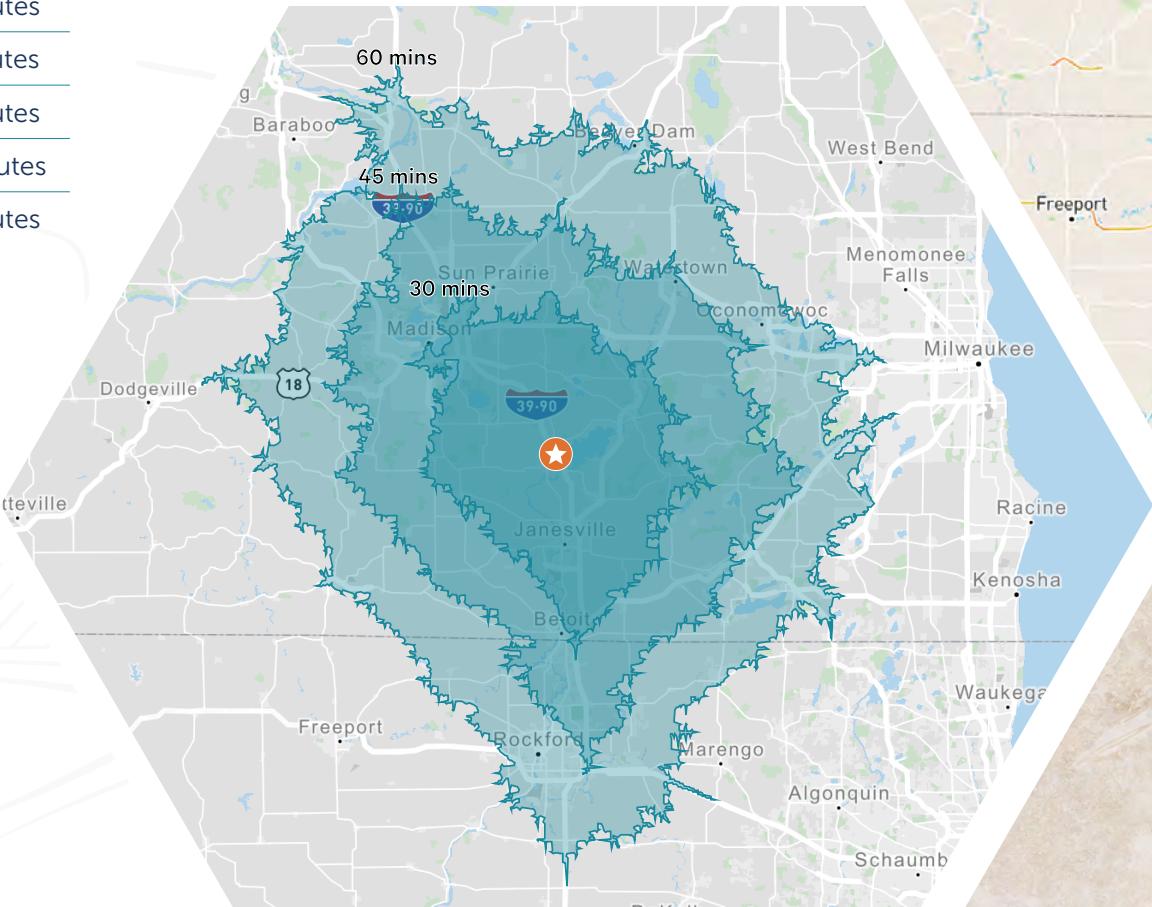 utes
utes
utes
utes
utes
60 mins
g
Baraboo
Beaver Dam
West Bend
45 mins
39-90
Freeport
Menomonee
Falls
Sun Prairie
Watertown
30 mins
Oconomowoc
Madison
Milwaukee
18
Dodgeville
39-90
tteville
Racine
Janesville
Kenosha
Beloit
Waukega
Freeport
Rockford
Marengo
Algonquin
Schaumb